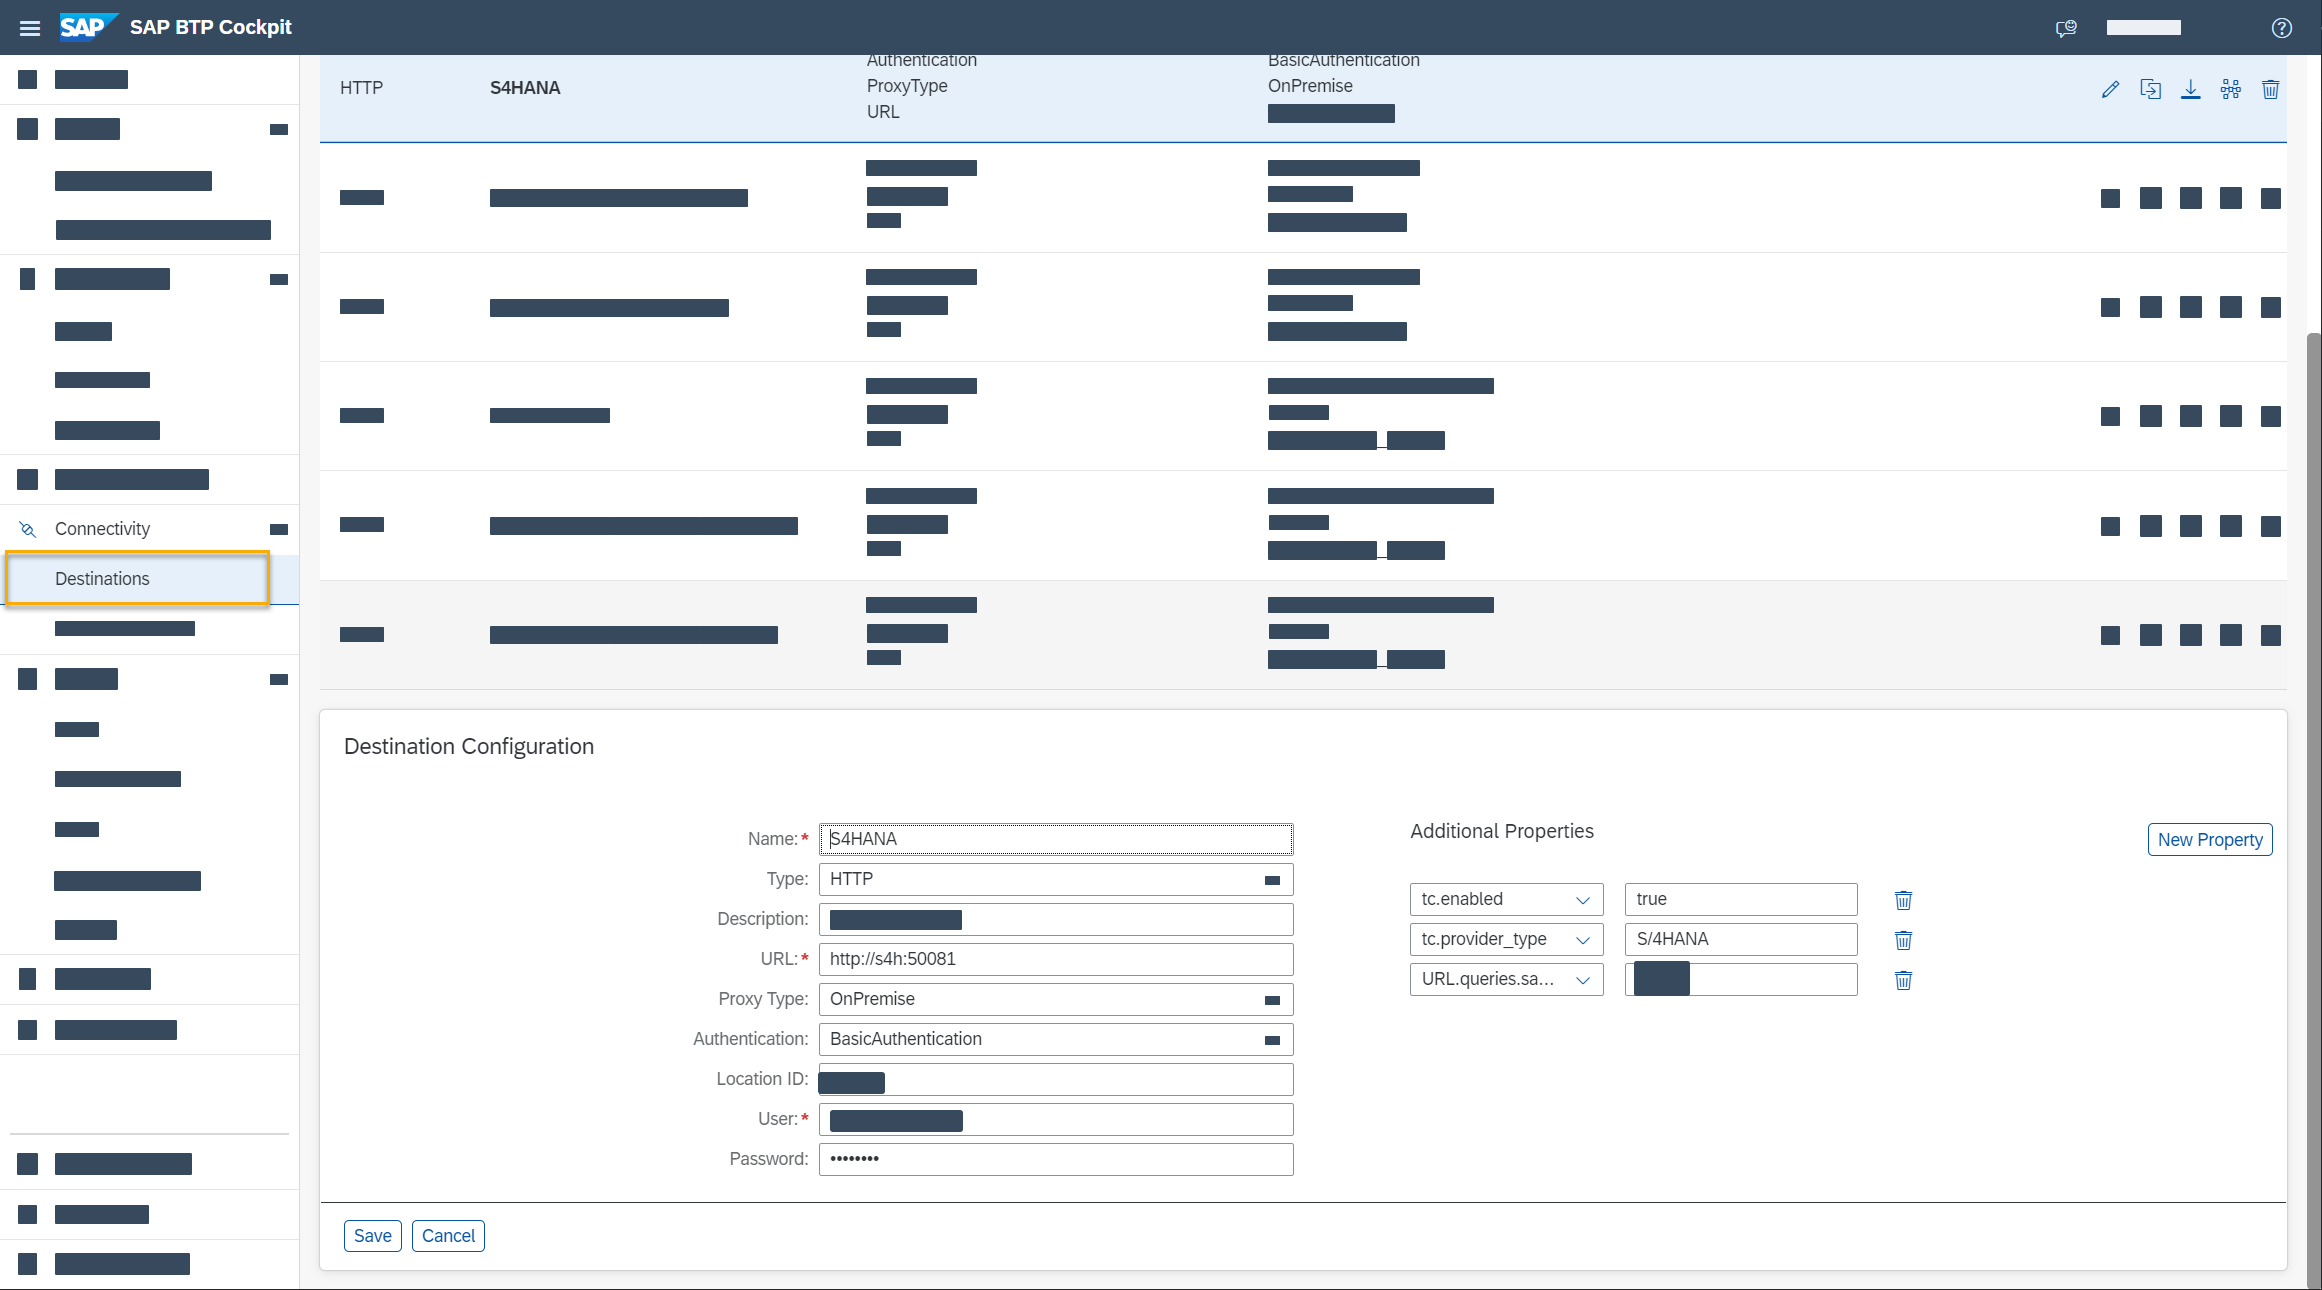 SAP SAP BTP Cockpit
HTTP
S4HANA
Authentication
ProxyType
URL
BasicAuthentication
OnPremise
Connectivity
Destinations
Destination Configuration
Name:* S4HANA
Type: HTTP
Description:
URL:* http://s4h:50081
Proxy Type: OnPremise
Authentication: BasicAuthentication
Location ID:
User:*
Password: ••••••••
Additional Properties
New Property
tc.enabled true
tc.provider_type S/4HANA
URL.queries.sa...
Save Cancel